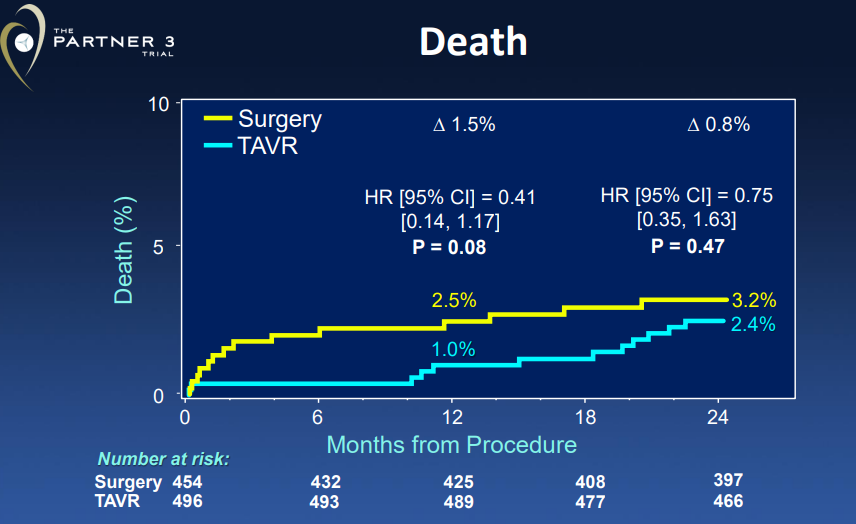 THE
PARTNER 3
TRIAL
Death
10
Surgery
TAVR
Δ 1.5%
Δ 0.8%
HR [95% CI] = 0.41
[0.14, 1.17]
P = 0.08
HR [95% CI] = 0.75
[0.35, 1.63]
P = 0.47
Death (%)
5
2.5%
3.2%
2.4%
1.0%
0
0 6 12 18 24
Months from Procedure
Number at risk:
Surgery 454 432 425 408 397
TAVR 496 493 489 477 466